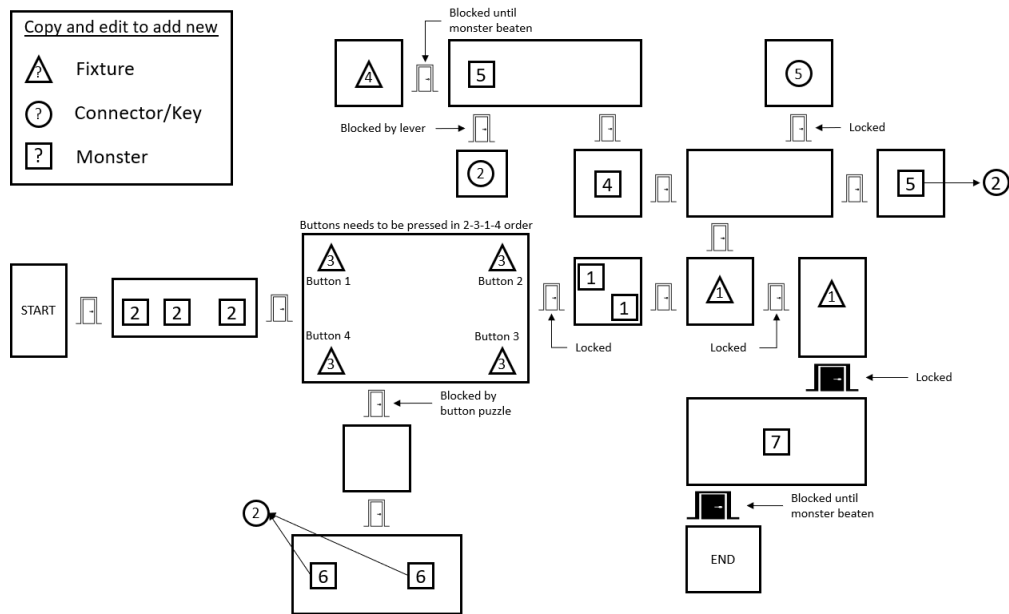 Copy and edit to add new
? Fixture
? Connector/Key
? Monster
Blocked until
monster beaten
4
5
5
Blocked by lever
Locked
2
4
5
2
Buttons needs to be pressed in 2-3-1-4 order
START
2
2
2
3
Button 1
3
Button 2
Button 4
3
Button 3
3
1
1
1
1
Locked
Locked
Locked
Blocked by
button puzzle
7
2
6
6
Blocked until
monster beaten
END